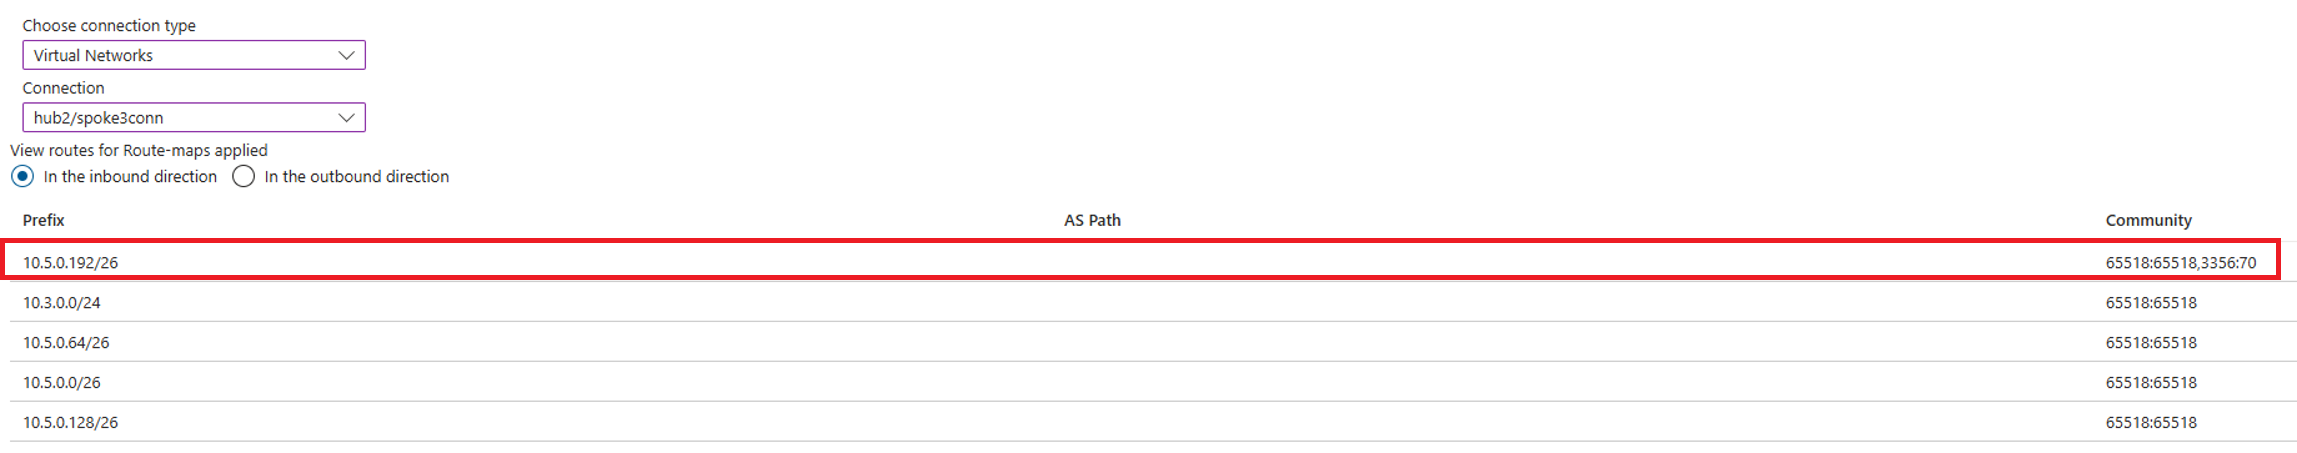 Choose connection type
Virtual Networks
Connection
hub2/spoke3conn
View routes for Route-maps applied
In the inbound direction In the outbound direction
Prefix AS Path Community
10.5.0.192/26 65518:65518,3356:70
10.3.0.0/24 65518:65518
10.5.0.64/26 65518:65518
10.5.0.0/26 65518:65518
10.5.0.128/26 65518:65518